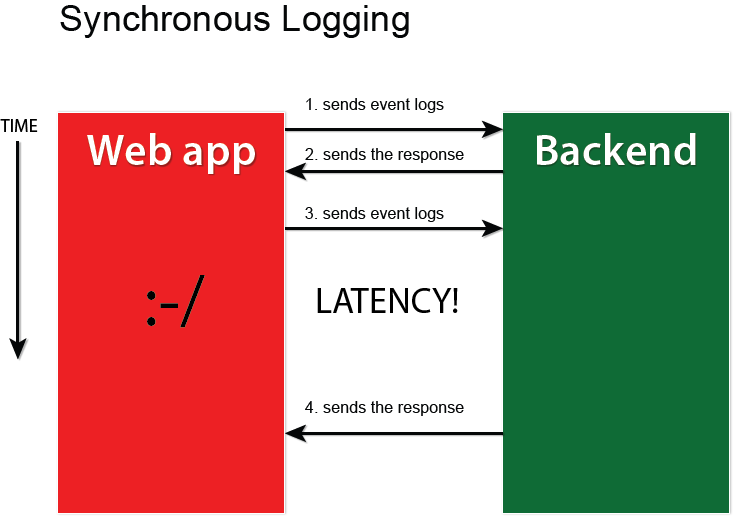 Synchronous Logging
TIME
Web app
1. sends event logs
2. sends the response
3. sends event logs
Backend
:-/
LATENCY!
4. sends the response